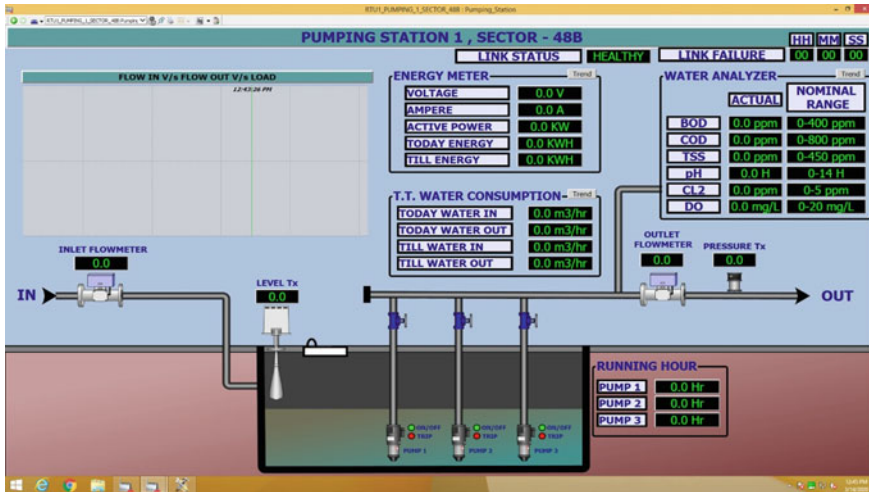 RTU1_PUMPING_1_SECTOR_48B : Pumping_Station
PUMPING STATION 1 , SECTOR - 48B
HH MM SS
LINK STATUS HEALTHY LINK FAILURE 00 00 00
FLOW IN V/s FLOW OUT V/s LOAD
12:43:26 PM
ENERGY METER Trend
VOLTAGE 0.0 V
AMPERE 0.0 A
ACTIVE POWER 0.0 KW
TODAY ENERGY 0.0 KWH
TILL ENERGY 0.0 KWH
WATER ANALYZER Trend
ACTUAL NOMINAL RANGE
BOD 0.0 ppm 0-400 ppm
COD 0.0 ppm 0-800 ppm
TSS 0.0 ppm 0-450 ppm
pH 0.0 H 0-14 H
CL2 0.0 ppm 0-5 ppm
DO 0.0 mg/L 0-20 mg/L
T.T. WATER CONSUMPTION Trend
TODAY WATER IN 0.0 m3/hr
TODAY WATER OUT 0.0 m3/hr
TILL WATER IN 0.0 m3/hr
TILL WATER OUT 0.0 m3/hr
INLET FLOWMETER
0.0
LEVEL Tx
0.0
OUTLET
FLOWMETER
0.0
PRESSURE Tx
0.0
IN
OUT
RUNNING HOUR
PUMP 1 0.0 Hr
PUMP 2 0.0 Hr
PUMP 3 0.0 Hr
ON/OFF ON/OFF ON/OFF
TRIP TRIP TRIP
PUMP 1 PUMP 3